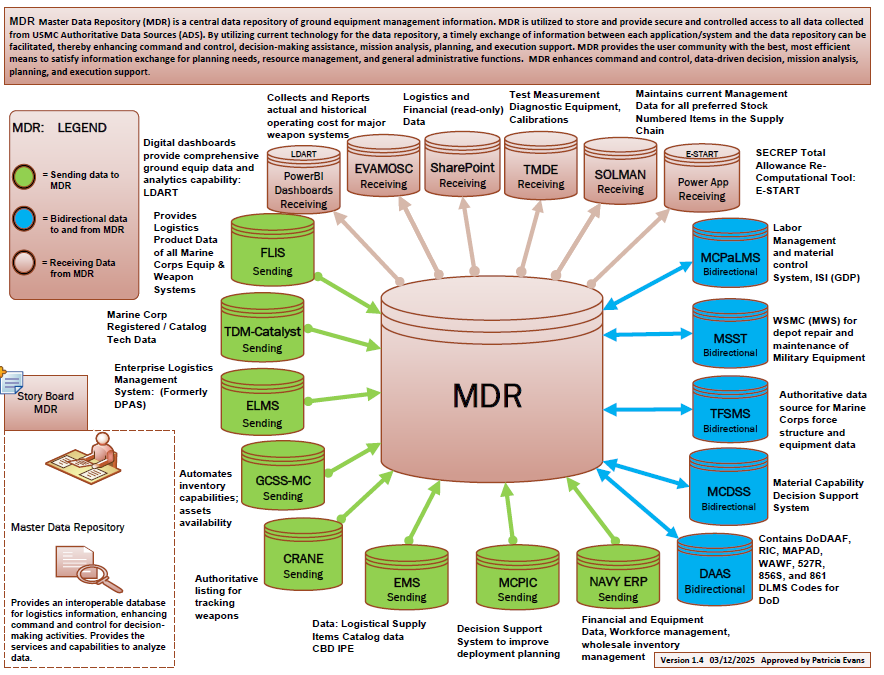 MDR Master Data Repository (MDR) is a central data repository of ground equipment management information. MDR is utilized to store and provide secure and controlled access to all data collected
from USMC Authoritative Data Sources (ADS). By utilizing current technology for the data repository, a timely exchange of information between each application/system and the data repository can be
facilitated, thereby enhancing command and control, decision-making assistance, mission analysis, planning, and execution support. MDR provides the user community with the best, most efficient
means to satisfy information exchange for planning needs, resource management, and general administrative functions. MDR enhances command and control, data-driven decision, mission analysis,
planning, and execution support.
MDR: LEGEND
= Sending data to
MDR
= Bidirectional data
to and from MDR
= Receiving Data
from MDR
Collects and Reports
actual and historical
operating cost for major
weapon systems
Logistics and
Financial (read-only)
Data
Test Measurement
Diagnostic Equipment,
Calibrations
Maintains current Management
Data for all preferred Stock
Numbered Items in the Supply
Chain
Digital dashboards
provide comprehensive
ground equip data and
analytics capability:
LDART
LDART
PowerBI
Dashboards
Receiving
EVAMOSC
Receiving
SharePoint
Receiving
TMDE
Receiving
SOLMAN
Receiving
E-START
Power App
Receiving
SECREP Total
Allowance Re-
Computational Tool:
E-START
Provides
Logistics
Product Data
of all Marine
Corps Equip &
Weapon
Systems
FLIS
Sending
MCPaLMS
Bidirectional
Labor
Management
and material
control
System, ISI (GDP)
Marine Corp
Registered / Catalog
Tech Data
TDM-Catalyst
Sending
MSST
Bidirectional
WSMC (MWS) for
depot repair and
maintenance of
Military Equipment
Enterprise Logistics
Management
System: (Formerly
DPAS)
ELMS
Sending
MDR
TFSMS
Bidirectional
Authoritative data
source for Marine
Corps force
structure and
equipment data
Story Board
MDR
Automates
inventory
capabilities;
assets
availability
GCSS-MC
Sending
MCDSS
Bidirectional
Material Capability
Decision Support
System
Master Data Repository
Provides an interoperable database
for logistics information, enhancing
command and control for decision-
making activities. Provides the
services and capabilities to analyze
data.
Authoritative
listing for
tracking
weapons
CRANE
Sending
EMS
Sending
MCPIC
Sending
NAVY ERP
Sending
DAAS
Bidirectional
Contains DoDAAF,
RIC, MAPAD,
WAWF, 527R,
856S, and 861
DLMS Codes for
DoD
Data: Logistical Supply
Items Catalog data
CBD IPE
Decision Support
System to improve
deployment planning
Financial and Equipment
Data, Workforce management,
wholesale inventory
management
Version 1.4 03/12/2025 Approved by Patricia Evans